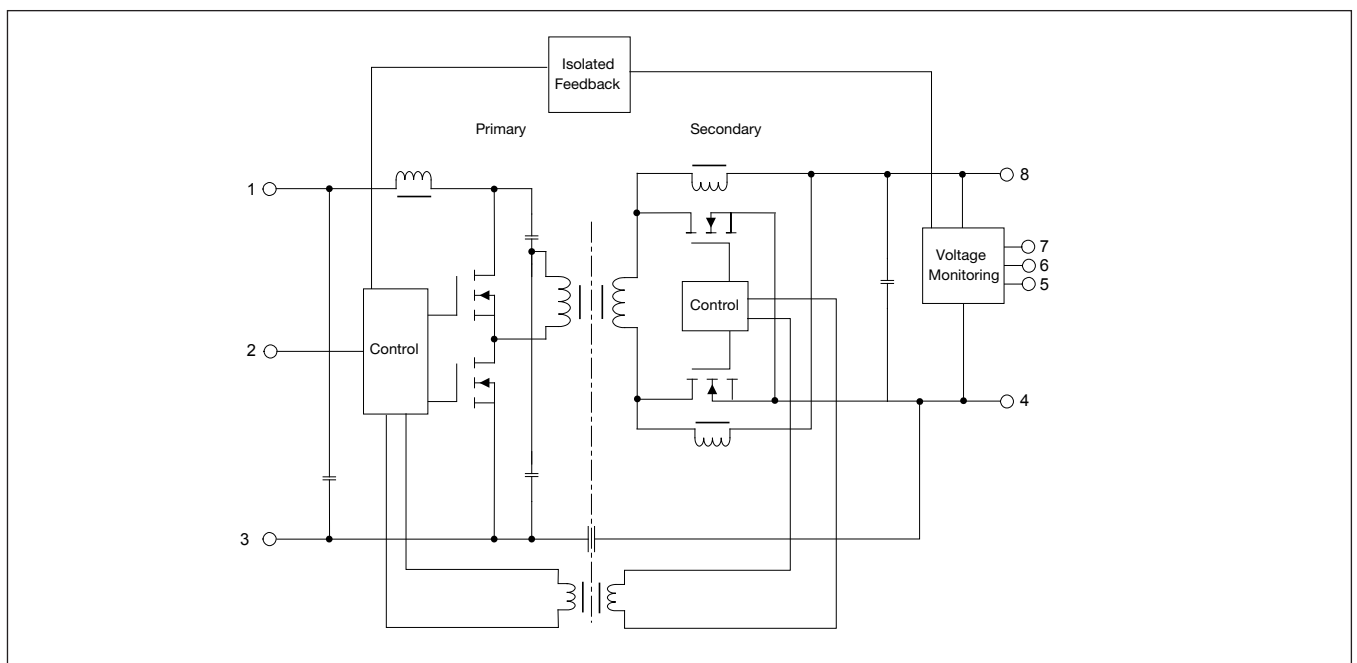 Isolated
Feedback
Primary
Secondary
1
8
7
Voltage
Monitoring
6
5
Control
2
Control
4
3